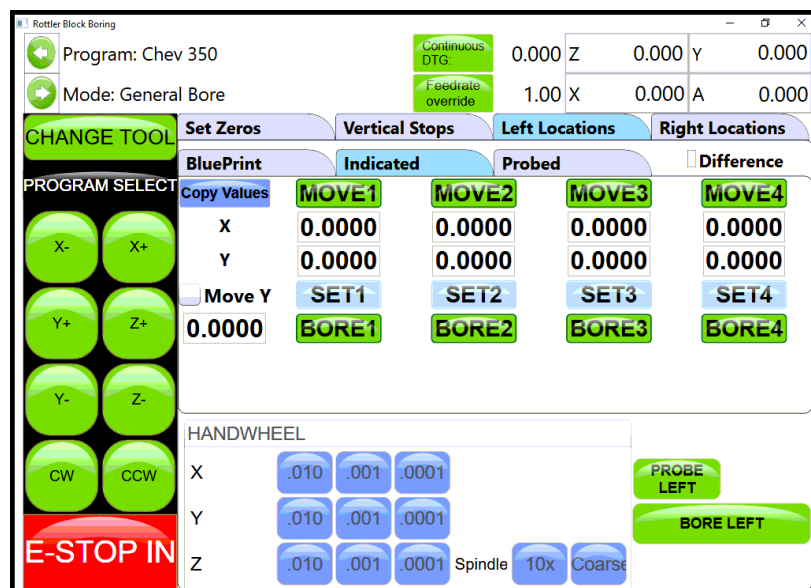 Rottler Block Boring
Program: Chev 350
Continuous DTG:
0.000 Z 0.000 Y 0.000
Mode: General Bore
Feedrate override
1.00 X 0.000 A 0.000
CHANGE TOOL
Set Zeros Vertical Stops Left Locations Right Locations
BluePrint Indicated Probed Difference
PROGRAM SELECT
Copy Values MOVE1 MOVE2 MOVE3 MOVE4
X 0.0000 0.0000 0.0000 0.0000
Y 0.0000 0.0000 0.0000 0.0000
Move Y SET1 SET2 SET3 SET4
0.0000 BORE1 BORE2 BORE3 BORE4
X- X+
Y+ Z+
Y- Z-
CW CCW
E-STOP IN
HANDWHEEL
X .010 .001 .0001
Y .010 .001 .0001
Z .010 .001 .0001 Spindle 10x Coarse
PROBE LEFT
BORE LEFT